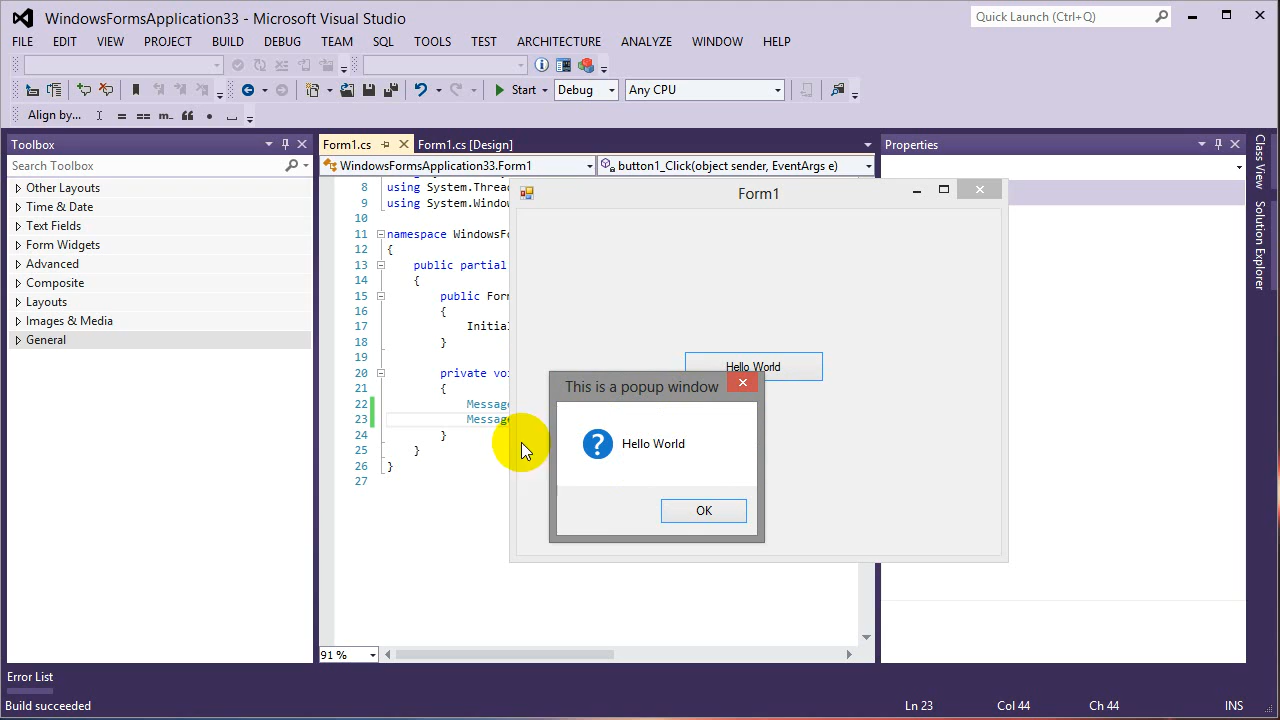 WindowsFormsApplication33 - Microsoft Visual Studio
Quick Launch (Ctrl+Q)
FILE EDIT VIEW PROJECT BUILD DEBUG TEAM SQL TOOLS TEST ARCHITECTURE ANALYZE WINDOW HELP
Start Debug Any CPU
Align by...
Toolbox
Search Toolbox
Other Layouts
Time & Date
Text Fields
Form Widgets
Advanced
Composite
Layouts
Images & Media
General
Form1.cs Form1.cs [Design]
WindowsFormsApplication33.Form1 button1_Click(object sender, EventArgs e)
8 using System.Thread
9 using System.Window
10
11 namespace WindowsFo
12 {
13 public partial
14 {
15 public Form
16 {
17 Initial
18 }
19
20 private voi
21 {
22 Message
23 Message
24 }
25 }
26 }
27
91 %
Form1
Hello World
This is a popup window
Hello World
OK
Properties
Class View
Solution Explorer
Error List
Build succeeded Ln 23 Col 44 Ch 44 INS